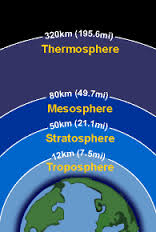 320km (195.6mi)
Thermosphere
80km (49.7mi)
Mesosphere
50km (21.1mi)
Stratosphere
12km (7.5mi)
Troposphere